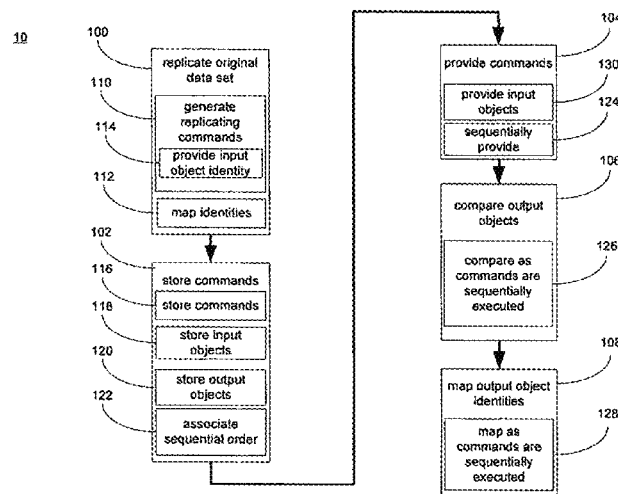 10
100
replicate original
data set
110
generate
replicating
commands
114
provide input
object identity
112
map identities
102
store commands
116
store commands
118
store input
objects
120
store output
objects
122
associate
sequential order
104
provide commands
130
provide input
objects
124
sequentially
provide
106
compare output
objects
126
compare as
commands are
sequentially
executed
108
map output object
identities
128
map as
commands are
sequentially
executed